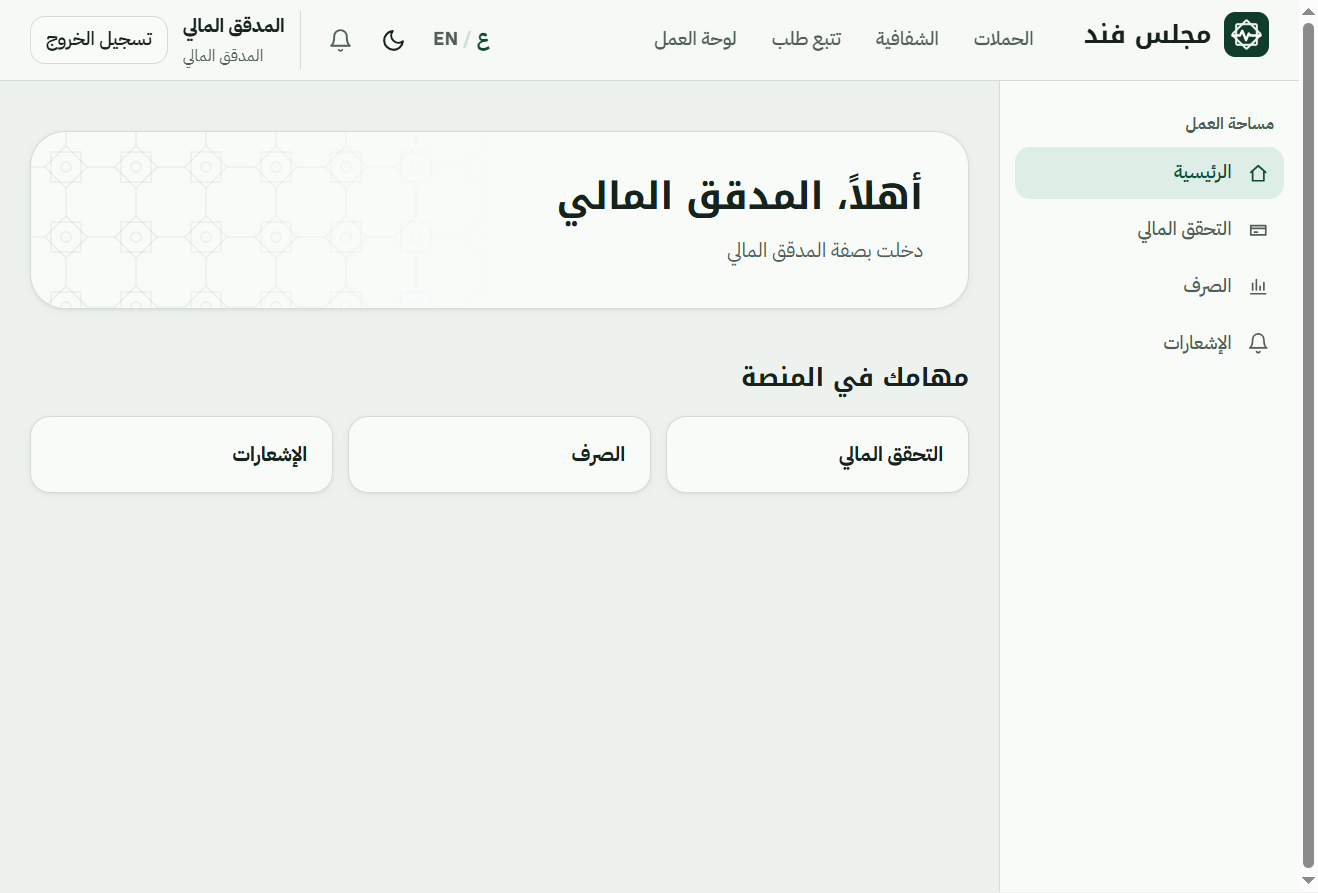 مجلس فند
الحملات
الشفافية
تتبع طلب
لوحة العمل
ع / EN
المدقق المالي
المدقق المالي
تسجيل الخروج
مساحة العمل
الرئيسية
التحقق المالي
الصرف
الإشعارات
أهلاً، المدقق المالي
دخلت بصفة المدقق المالي
مهامك في المنصة
التحقق المالي
الصرف
الإشعارات